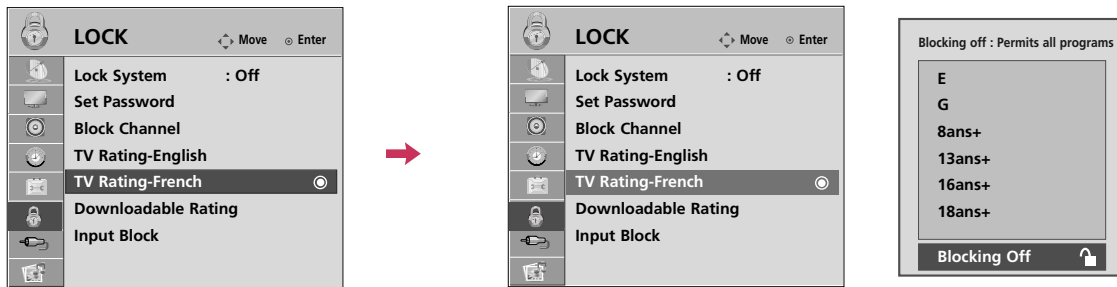 LOCK
Move
Enter
Lock System : Off
Set Password
Block Channel
TV Rating-English
TV Rating-French
Downloadable Rating
Input Block
LOCK
Move
Enter
Lock System : Off
Set Password
Block Channel
TV Rating-English
TV Rating-French
Downloadable Rating
Input Block
Blocking off : Permits all programs
E
G
8ans+
13ans+
16ans+
18ans+
Blocking Off